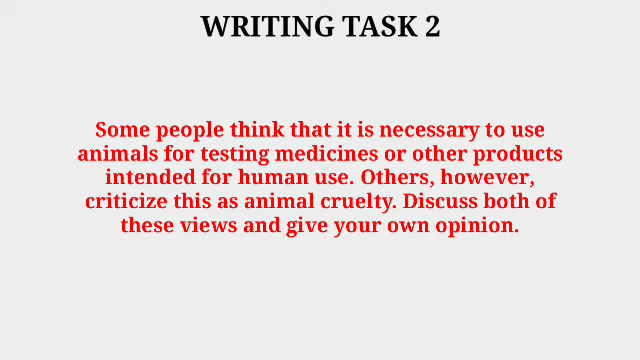 WRITING TASK 2
Some people think that it is necessary to use
animals for testing medicines or other products
intended for human use. Others, however,
criticize this as animal cruelty. Discuss both of
these views and give your own opinion.